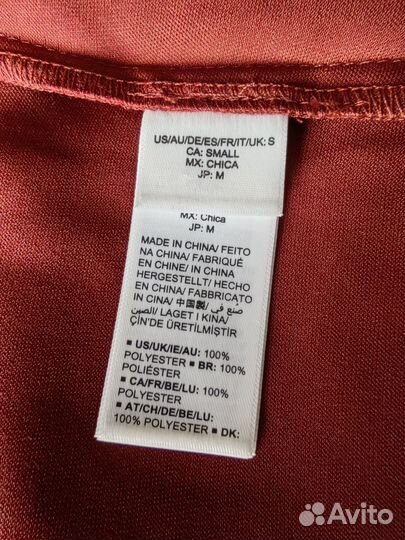 US/AU/DE/ES/FR/IT/UK: S
CA: SMALL
MX: CHICA
JP: M
MX: Chica
JP: M
MADE IN CHINA/ FEITO
NA CHINA/ FABRIQUÉ
EN CHINE/ IN CHINA
HERGESTELLT/ HECHO
EN CHINA/ FABBRICATO
IN CINA/ 中国製/ صنع في
الصين/ LAGET I KINA/
ÇİN'DE ÜRETİLMİŞTİR
■ US/UK/IE/AU: 100%
POLYESTER ■ BR: 100%
POLIÉSTER
■ CA/FR/BE/LU: 100%
POLYESTER
■ AT/CH/DE/BE/LU:
100% POLYESTER ■ DK:
Avito